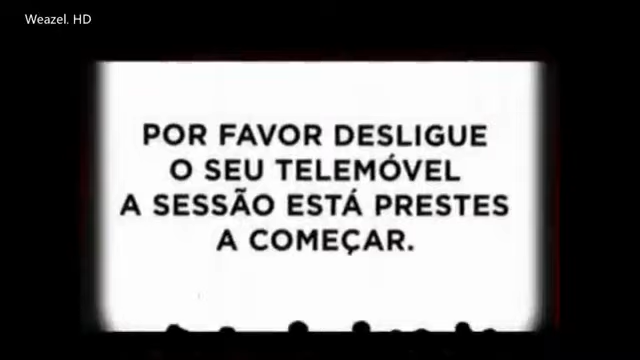 Weazel. HD
POR FAVOR DESLIGUE
O SEU TELEMÓVEL
A SESSÃO ESTÁ PRESTES
A COMEÇAR.